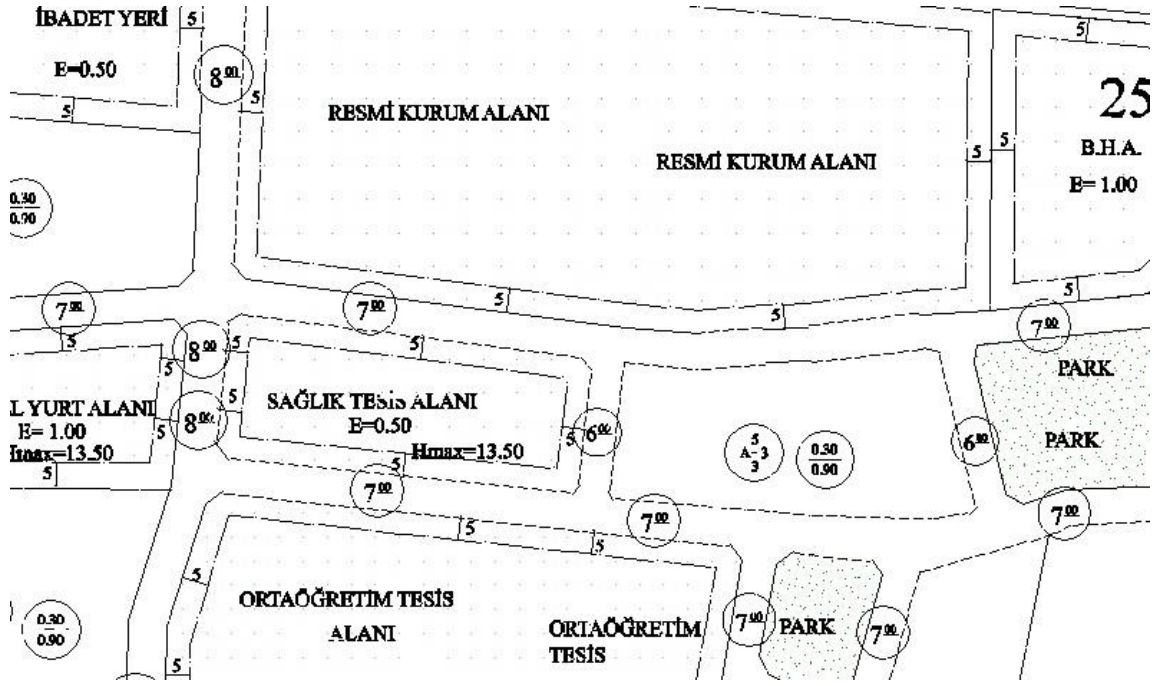 İBADET YERİ
5
E=0.50
8 00
5
5
RESMİ KURUM ALANI
RESMİ KURUM ALANI
5
5
5
25
B.H.A.
E= 1.00
0.30
0.90
7 00
5
7 00
5
5
5
7 00
5
8 00
5
5
5
PARK
L YURT ALANI
E= 1.00
Hmax=13.50
5
5
8 00
5
SAĞLIK TESİS ALANI
E=0.50
Hmax=13.50
5
5
6 00
5
A-3
3
0.30
0.90
6 00
PARK
7 00
7 00
7 00
5
5
5
ORTAÖĞRETİM TESİS
ALANI
ORTAÖĞRETİM
TESİS
0.30
0.90
5
7 00
PARK
7 00